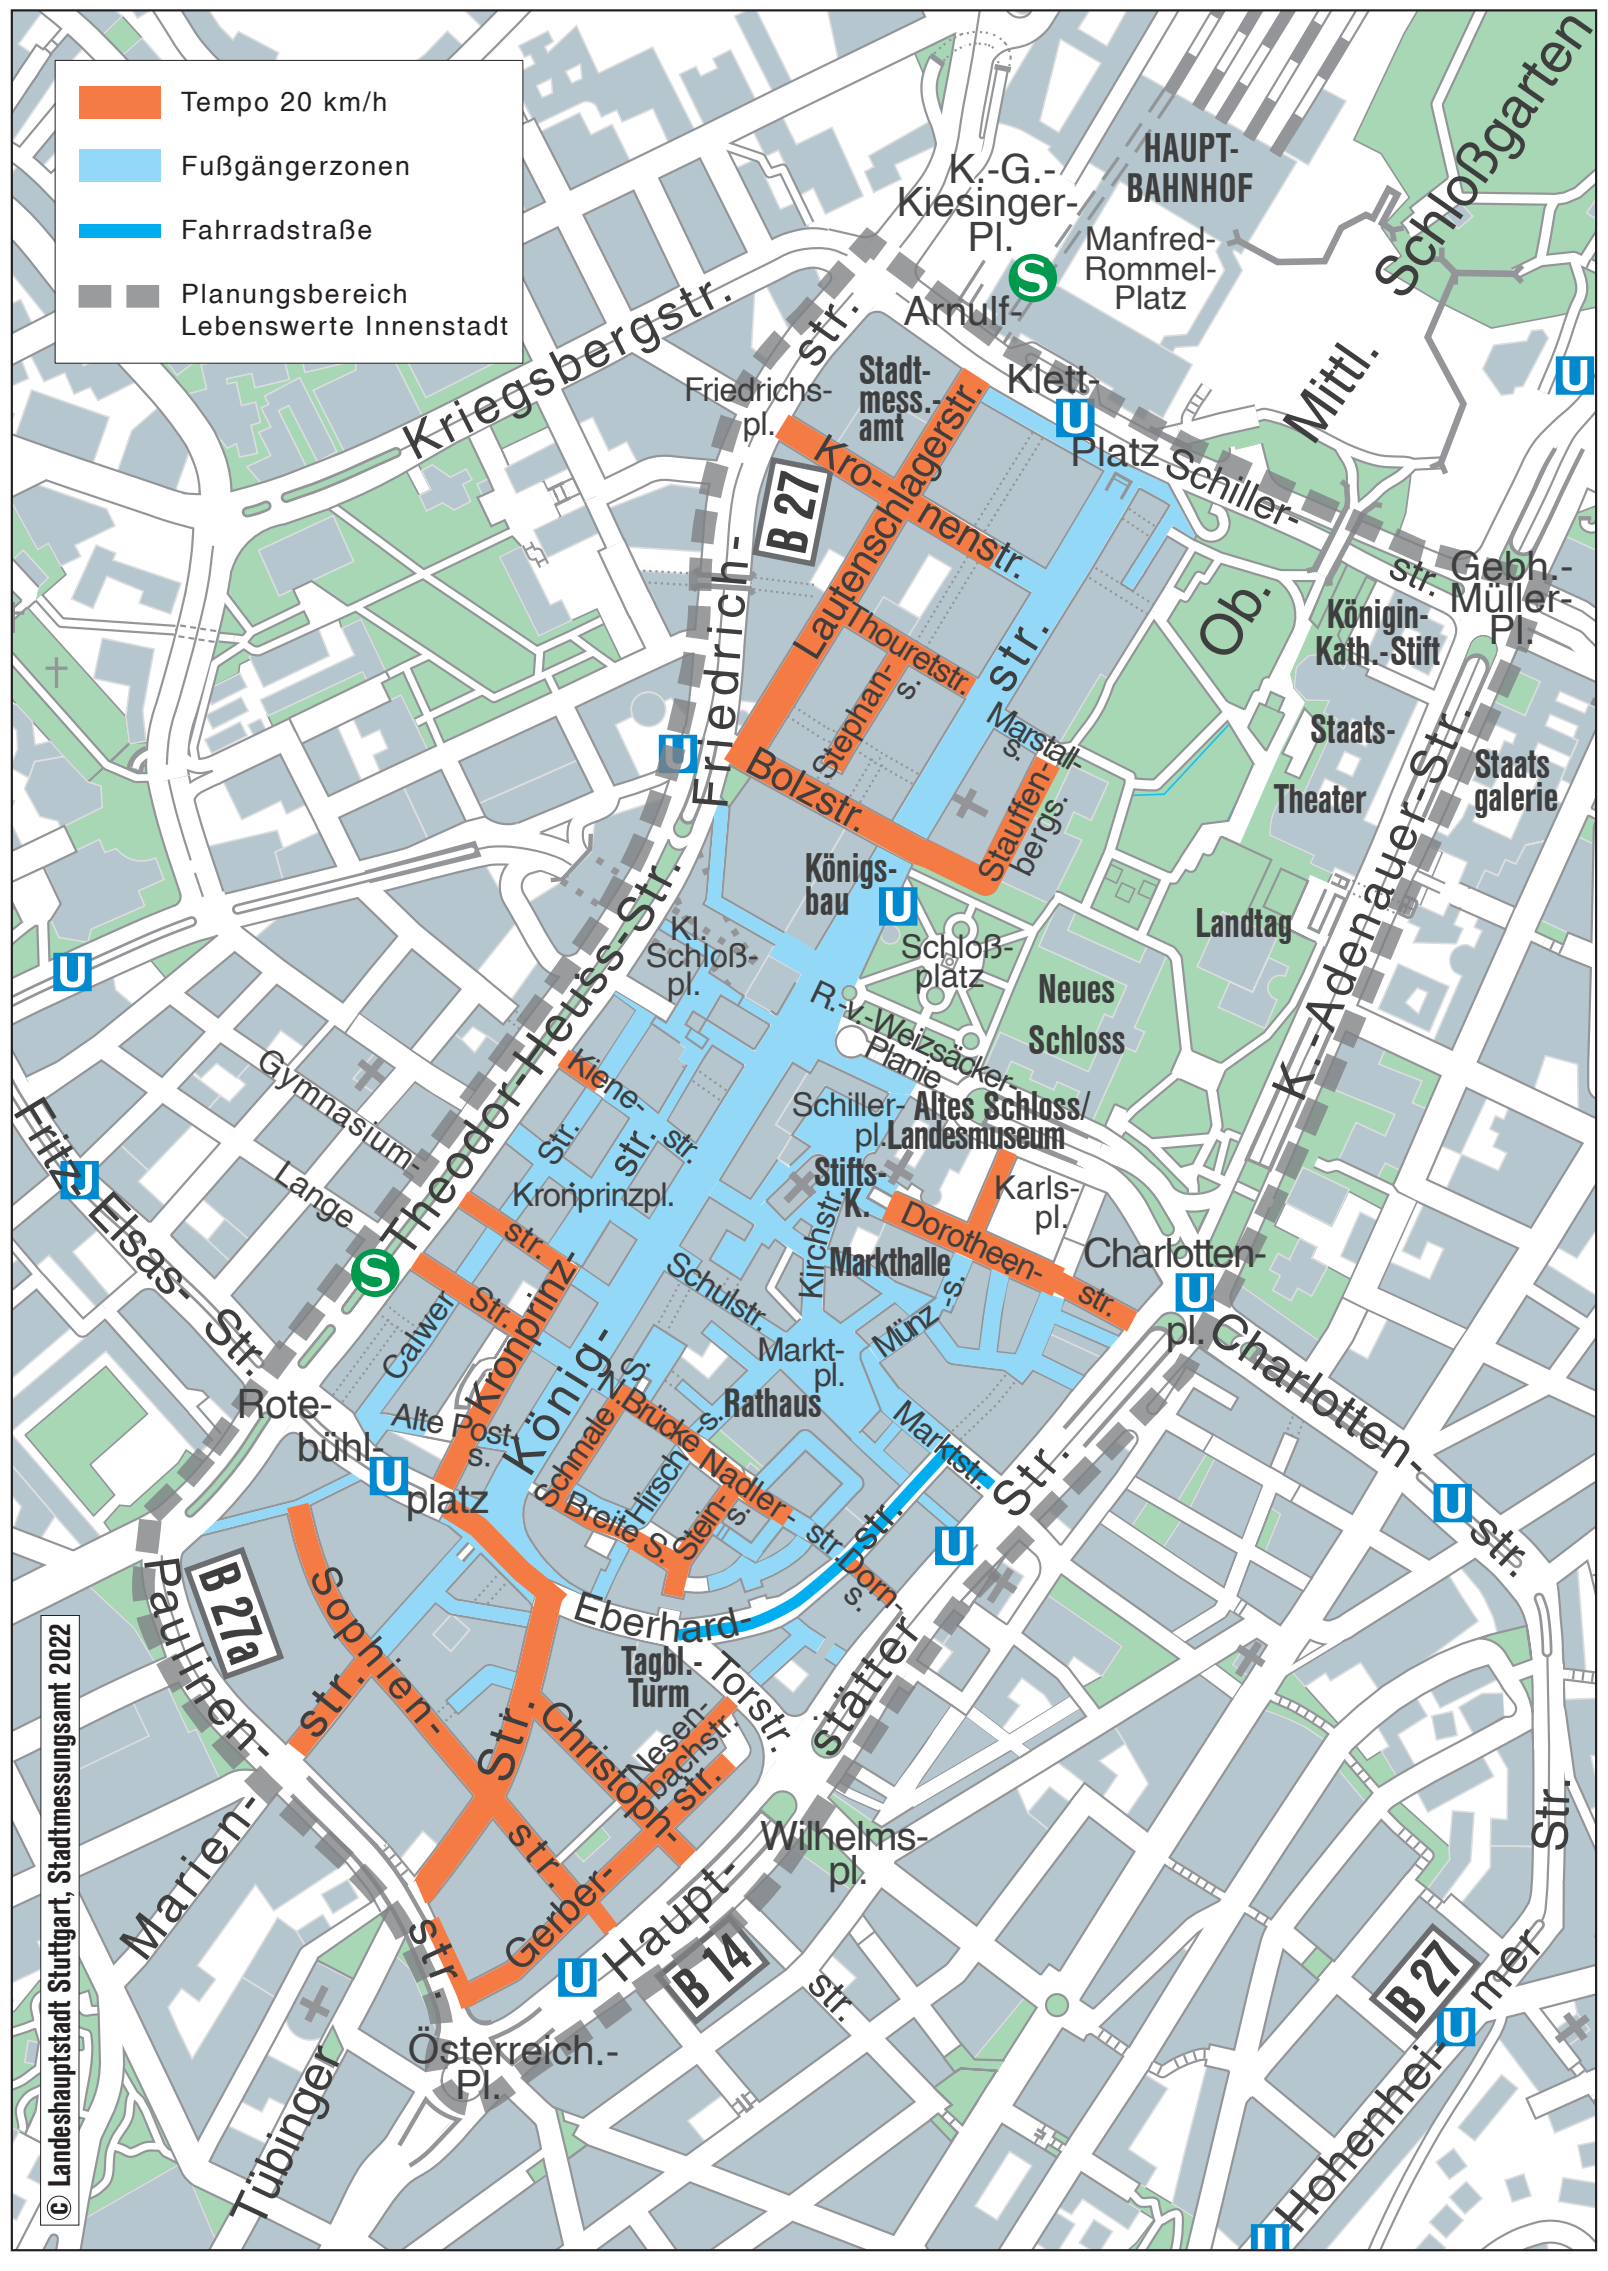 Tempo 20 km/h
Fußgängerzonen
Fahrradstraße
Planungsbereich
Lebenswerte Innenstadt
Schloßgarten
HAUPT-
BAHNHOF
K.-G.-
Kiesinger-
Pl.
S
Manfred-
Rommel-
Platz
Arnulf-
Klett-
U
Platz
Mittl.
U
Kriegsbergstr.
str.
Friedrichs-
pl.
Stadt-
mess.-
amt
B 27
Schiller-
str.
Gebh.-
Müller-
Pl.
Kro-
nenstr.
Lautenschlagerstr.
Ob.
Königin-
Kath.-Stift
Friedrich-
Thouretstr.
Stephan-
s.
str.
Marstall-
s.
Staats-
Theater
Staats
galerie
U
Bolzstr.
Stauffen-
bergs.
Königs-
bau
U
Kl.
Schloß-
pl.
Schloß-
platz
Landtag
K.-Adenauer-Str.
Neues
Schloss
U
Theodor-Heuss-Str.
R.-v.-Weizsäcker-
Planie
Gymnasium-
Kiene-
str.
Str.
str.
Schiller-
pl.
Altes Schloss/
Landesmuseum
Fritz-Elsas-
Str.
U
Lange
Kronprinzpl.
Stifts-
K.
Karls-
pl.
S
str.
Str.
Kronprinz-
Kirchstr.
Dorotheen-
str.
Markthalle
Charlotten-
U
pl.
Schulstr.
Münz
-s.
Calwer
Markt-
pl.
Charlotten-
str.
U
Rote-
bühl-
U
platz
Alte Post-
s.
König-
s.
N.Brücke
Rathaus
Schmale
Hirsch
-s.
Nadler-
str.
Marktstr.
Breite S.
Stein-
s.
str.
Str.
U
Dorn-
s.
Eberhard-
B 27a
Paulinen-
str.
Sophien-
str.
str.
Tagbl.-
Turm
Torstr.
stätter
Str.
Christoph-
Nesen-
bachstr.
str.
Wilhelms-
pl.
Str.
Marien-
Gerber-
U
Haupt-
B 14
str.
B 27
U
Hohenhei-
mer
Österreich.-
Pl.
Tübinger
U
© Landeshauptstadt Stuttgart, Stadtmessungsamt 2022